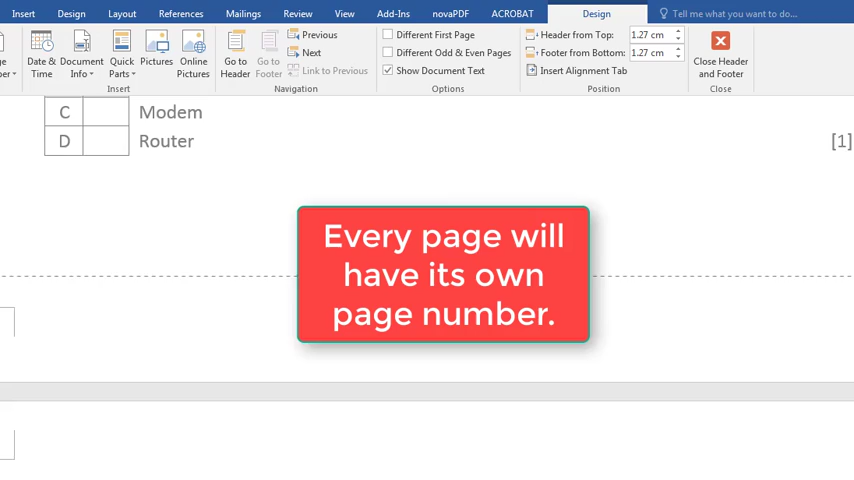 Insert Design Layout References Mailings Review View Add-Ins novaPDF ACROBAT Design Tell me what you want to do...
Date & Time
Document Info
Quick Parts
Pictures
Online Pictures
Insert
Go to Header
Go to Footer
Previous
Next
Link to Previous
Navigation
Different First Page
Different Odd & Even Pages
Show Document Text
Options
Header from Top: 1.27 cm
Footer from Bottom: 1.27 cm
Insert Alignment Tab
Position
Close Header and Footer
Close
C Modem
D Router [1]
Every page will
have its own
page number.